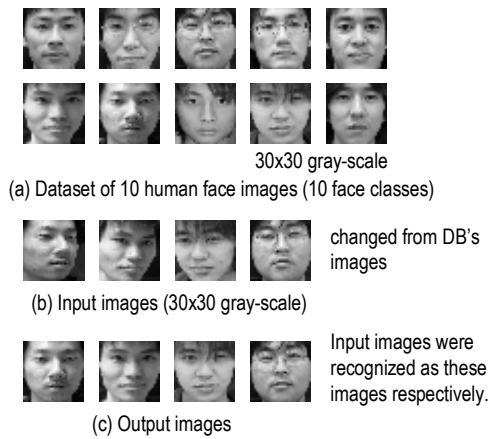 30x30 gray-scale
(a) Dataset of 10 human face images (10 face classes)
changed from DB's
images
(b) Input images (30x30 gray-scale)
Input images were
recognized as these
images respectively.
(c) Output images